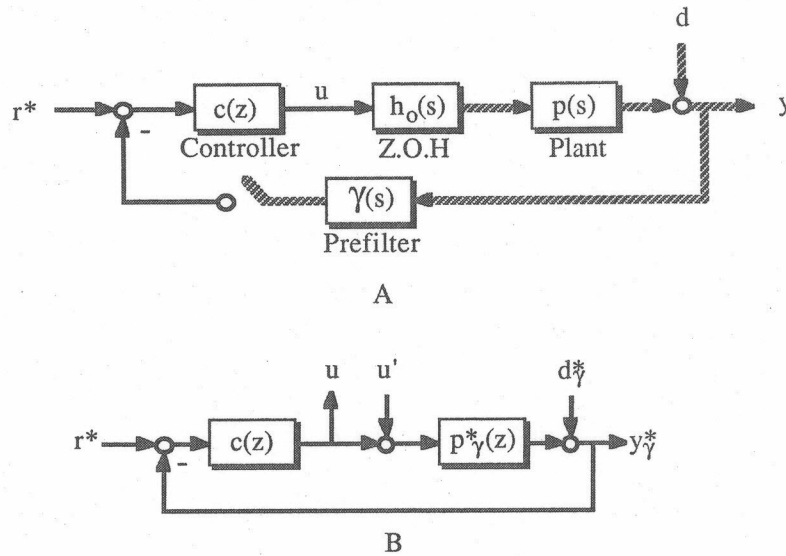 d
r*
-
c(z)
Controller
u
h₀(s)
Z.O.H
p(s)
Plant
y
γ(s)
Prefilter
A
u
u'
d*γ
r*
-
c(z)
p*γ(z)
y*γ
B